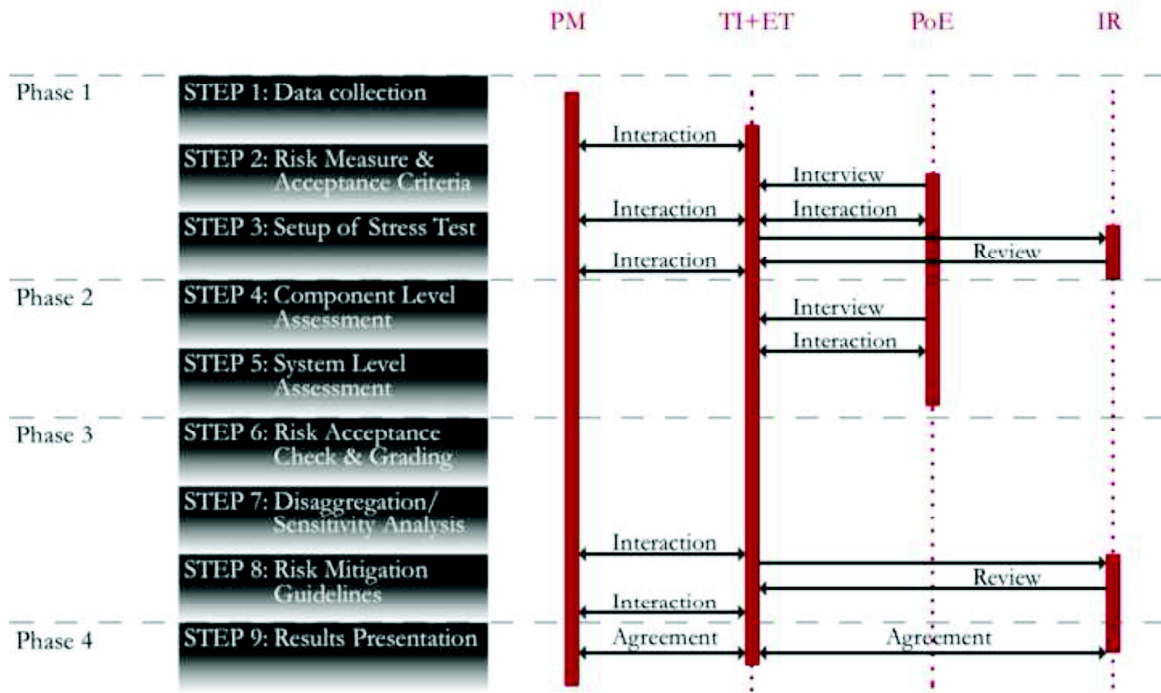 PM TI+ET PoE IR
Phase 1
STEP 1: Data collection
Interaction
STEP 2: Risk Measure &
Acceptance Criteria
Interview
Interaction Interaction
STEP 3: Setup of Stress Test
Review
Interaction
Phase 2
STEP 4: Component Level
Assessment
Interview
Interaction
STEP 5: System Level
Assessment
Phase 3
STEP 6: Risk Acceptance
Check & Grading
STEP 7: Disaggregation/
Sensitivity Analysis
Interaction
STEP 8: Risk Mitigation
Guidelines
Review
Interaction
Phase 4
STEP 9: Results Presentation
Agreement Agreement